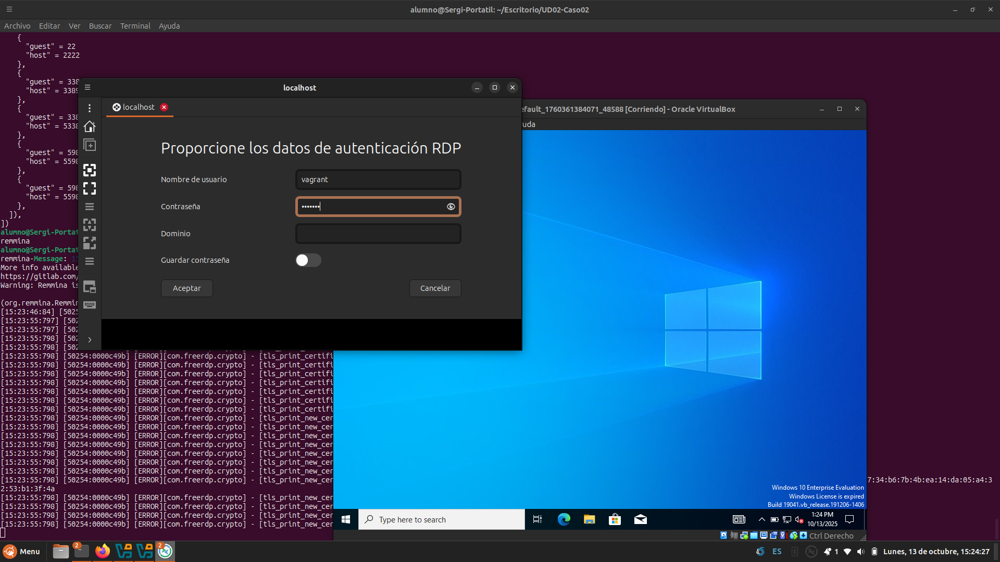 alumno@Sergi-Portatil: ~/Escritorio/UD02-Caso02
Archivo Editar Ver Buscar Terminal Ayuda
{
"guest" = 22
"host" = 2222
},
{
"guest" = 338
"host" = 3389
},
{
"guest" = 338
"host" = 5338
},
{
"guest" = 598
"host" = 5598
},
{
"guest" = 598
"host" = 5598
},
]),
])
alumno@Sergi-Portat
remmina
alumno@Sergi-Portat
remmina-Message: 15
More info available
https://gitlab.com/
Warning: Remmina is
(org.remmina.Remmin
[15:23:46:84] [5025
[15:23:55:797] [502
[15:23:55:797] [502
[15:23:55:798] [502
[15:23:55:798] [502
[15:23:55:798] [50254:0000c49b] [ERROR][com.freerdp.crypto] - [tls_print_certifi
[15:23:55:798] [50254:0000c49b] [ERROR][com.freerdp.crypto] - [tls_print_certifi
[15:23:55:798] [50254:0000c49b] [ERROR][com.freerdp.crypto] - [tls_print_certifi
[15:23:55:798] [50254:0000c49b] [ERROR][com.freerdp.crypto] - [tls_print_certifi
[15:23:55:798] [50254:0000c49b] [ERROR][com.freerdp.crypto] - [tls_print_certifi
[15:23:55:798] [50254:0000c49b] [ERROR][com.freerdp.crypto] - [tls_print_certifi
[15:23:55:798] [50254:0000c49b] [ERROR][com.freerdp.crypto] - [tls_print_certifi
[15:23:55:798] [50254:0000c49b] [ERROR][com.freerdp.crypto] - [tls_print_new_cer
[15:23:55:798] [50254:0000c49b] [ERROR][com.freerdp.crypto] - [tls_print_new_cer
[15:23:55:798] [50254:0000c49b] [ERROR][com.freerdp.crypto] - [tls_print_new_cer
[15:23:55:798] [50254:0000c49b] [ERROR][com.freerdp.crypto] - [tls_print_new_cer
[15:23:55:798] [50254:0000c49b] [ERROR][com.freerdp.crypto] - [tls_print_new_cer
[15:23:55:798] [50254:0000c49b] [ERROR][com.freerdp.crypto] - [tls_print_new_cer
[15:23:55:798] [50254:0000c49b] [ERROR][com.freerdp.crypto] - [tls_print_new_cer
[15:23:55:798] [50254:0000c49b] [ERROR][com.freerdp.crypto] - [tls_print_new_cer
7:34:b6:7b:4b:ea:14:da:05:a4:3
2:53:b1:3f:4a
[15:23:55:798] [50254:0000c49b] [ERROR][com.freerdp.crypto] - [tls_print_new_cer
[15:23:55:798] [50254:0000c49b] [ERROR][com.freerdp.crypto] - [tls_print_new_cer
[15:23:55:798] [50254:0000c49b] [ERROR][com.freerdp.crypto] - [tls_print_new_cer
[15:23:55:798] [50254:0000c49b] [ERROR][com.freerdp.crypto] - [tls_print_new_cer
localhost
localhost
Proporcione los datos de autenticación RDP
Nombre de usuario
vagrant
Contraseña
•••••••
Dominio
Guardar contraseña
Aceptar
Cancelar
efault_1760361384071_48588 [Corriendo] - Oracle VirtualBox
uda
Windows 10 Enterprise Evaluation
Windows License is expired
Build 19041.vb_release.191206-1406
Type here to search
1:24 PM
10/13/2025
Ctrl Derecho
Menu
2
2
ES
1
Lunes, 13 de octubre, 15:24:27